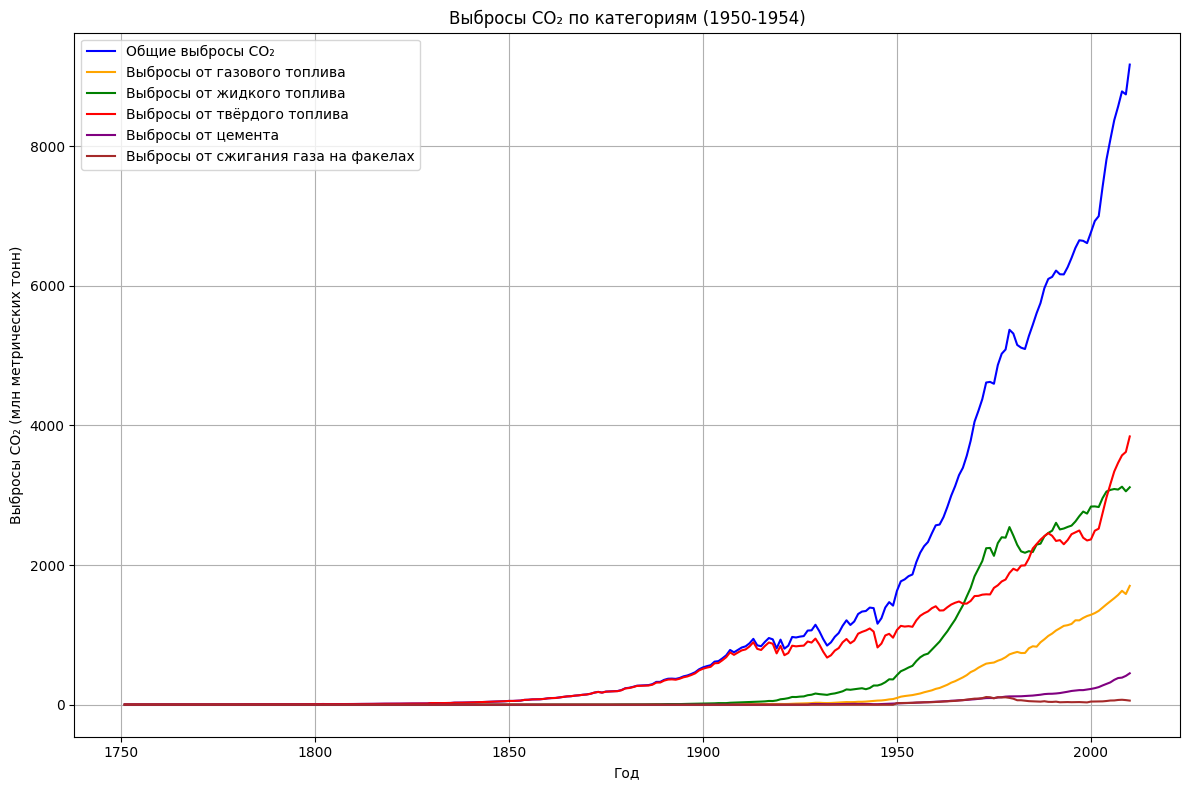 Выбросы CO₂ по категориям (1950-1954)
Общие выбросы CO₂
Выбросы от газового топлива
Выбросы от жидкого топлива
Выбросы от твёрдого топлива
Выбросы от цемента
Выбросы от сжигания газа на факелах
Выбросы CO₂ (млн метрических тонн)
8000
6000
4000
2000
0
1750 1800 1850 1900 1950 2000
Год